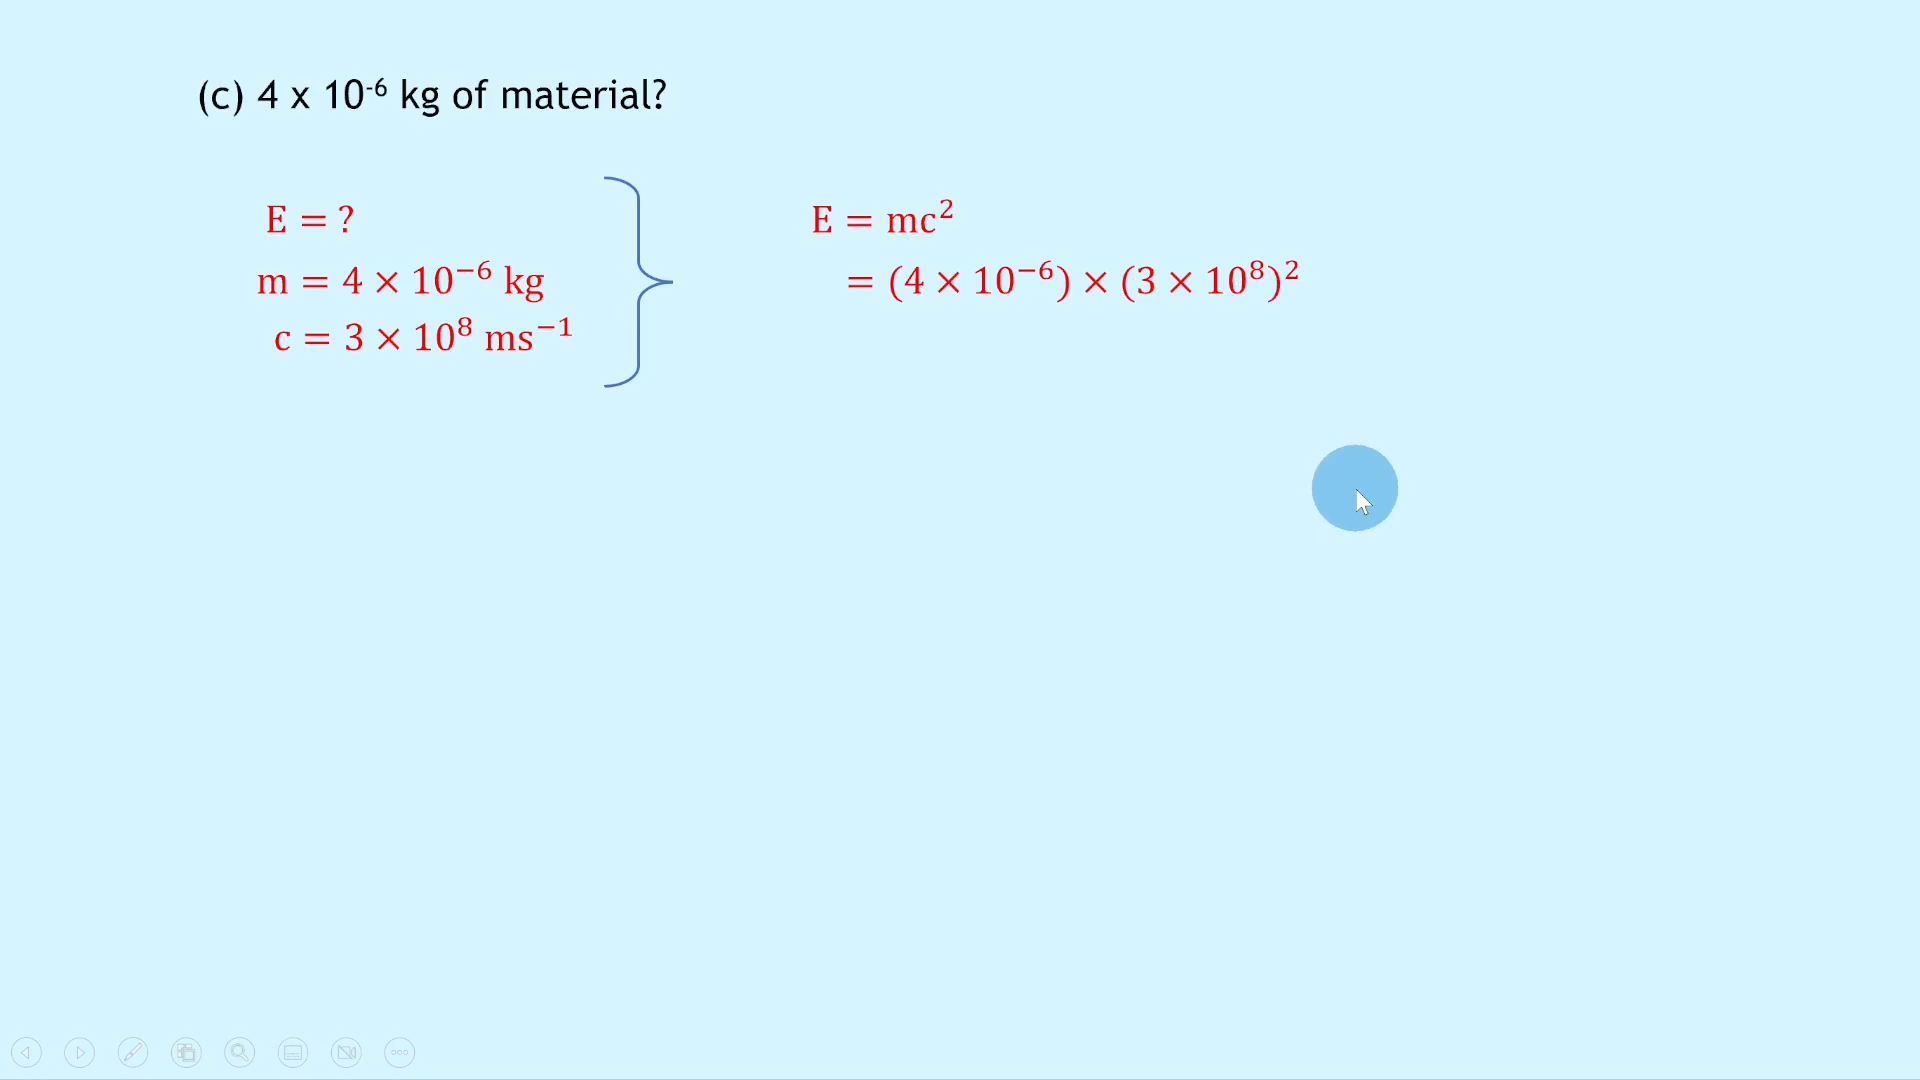 (c) 4 x 10⁻⁶ kg of material?
E = ?
m = 4 × 10⁻⁶ kg
c = 3 × 10⁸ ms⁻¹
E = mc²
= (4 × 10⁻⁶) × (3 × 10⁸)²